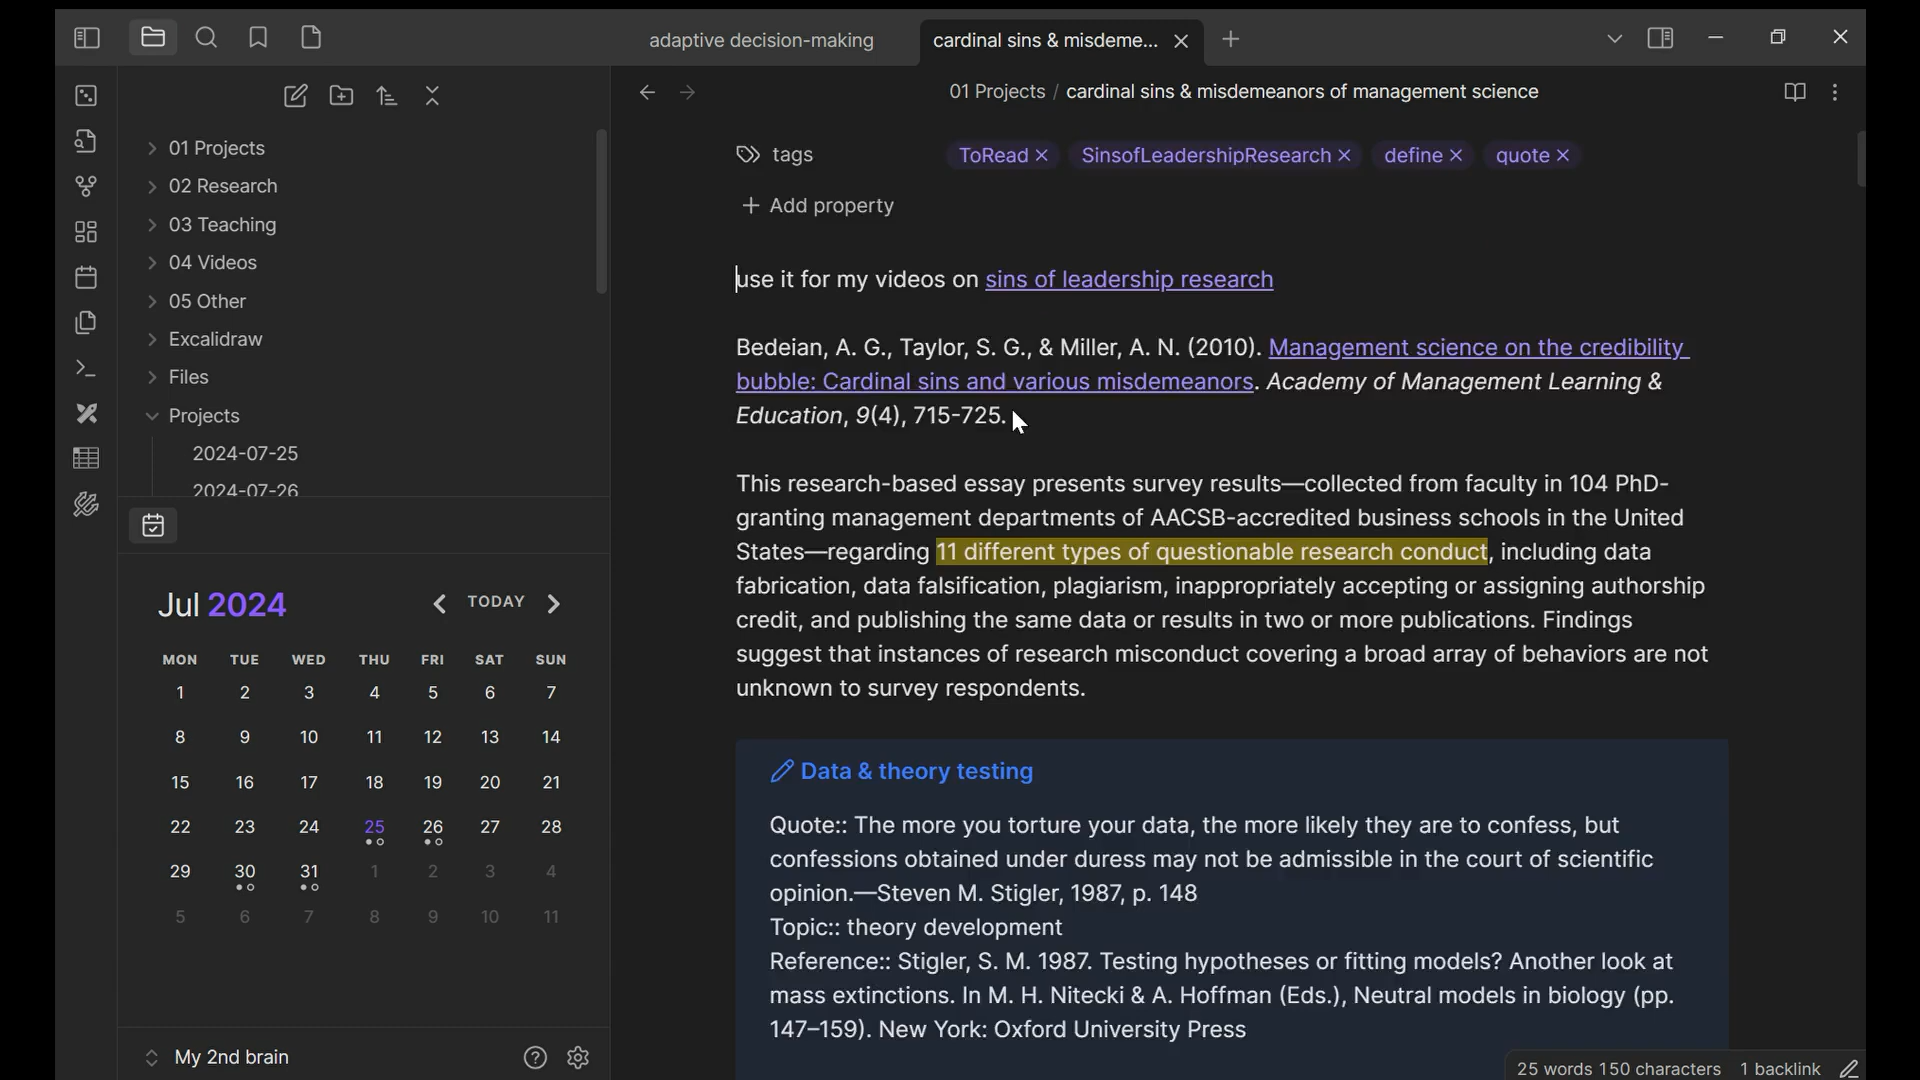 adaptive decision-making
cardinal sins & misdeme...
01 Projects / cardinal sins & misdemeanors of management science
01 Projects
02 Research
03 Teaching
04 Videos
05 Other
Excalidraw
Files
Projects
2024-07-25
2024-07-26
Jul 2024
TODAY
MON TUE WED THU FRI SAT SUN
1 2 3 4 5 6 7
8 9 10 11 12 13 14
15 16 17 18 19 20 21
22 23 24 25 26 27 28
29 30 31 1 2 3 4
5 6 7 8 9 10 11
My 2nd brain
tags ToRead SinsofLeadershipResearch define quote
Add property
use it for my videos on sins of leadership research
Bedeian, A. G., Taylor, S. G., & Miller, A. N. (2010). Management science on the credibility
bubble: Cardinal sins and various misdemeanors. Academy of Management Learning &
Education, 9(4), 715-725.
This research-based essay presents survey results—collected from faculty in 104 PhD-
granting management departments of AACSB-accredited business schools in the United
States—regarding 11 different types of questionable research conduct, including data
fabrication, data falsification, plagiarism, inappropriately accepting or assigning authorship
credit, and publishing the same data or results in two or more publications. Findings
suggest that instances of research misconduct covering a broad array of behaviors are not
unknown to survey respondents.
Data & theory testing
Quote:: The more you torture your data, the more likely they are to confess, but
confessions obtained under duress may not be admissible in the court of scientific
opinion.—Steven M. Stigler, 1987, p. 148
Topic:: theory development
Reference:: Stigler, S. M. 1987. Testing hypotheses or fitting models? Another look at
mass extinctions. In M. H. Nitecki & A. Hoffman (Eds.), Neutral models in biology (pp.
147–159). New York: Oxford University Press
25 words 150 characters 1 backlink